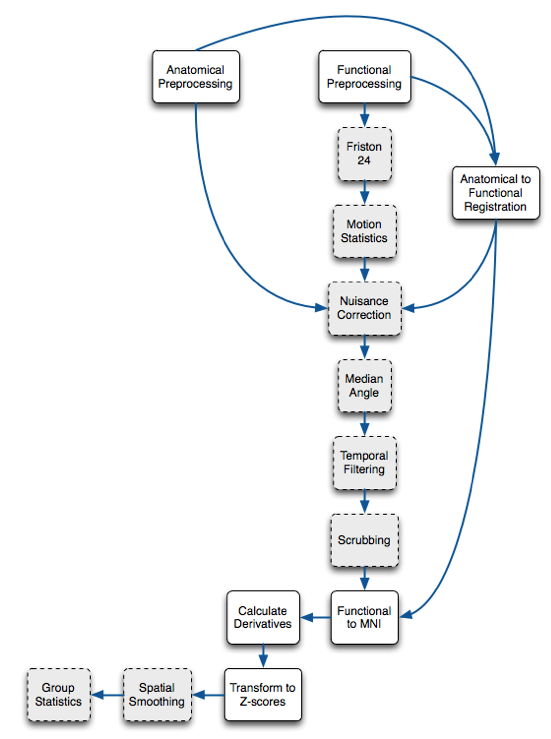 Anatomical
Preprocessing
Functional
Preprocessing
Friston
24
Anatomical to
Functional
Registration
Motion
Statistics
Nuisance
Correction
Median
Angle
Temporal
Filtering
Scrubbing
Calculate
Derivatives
Functional
to MNI
Group
Statistics
Spatial
Smoothing
Transform to
Z-scores